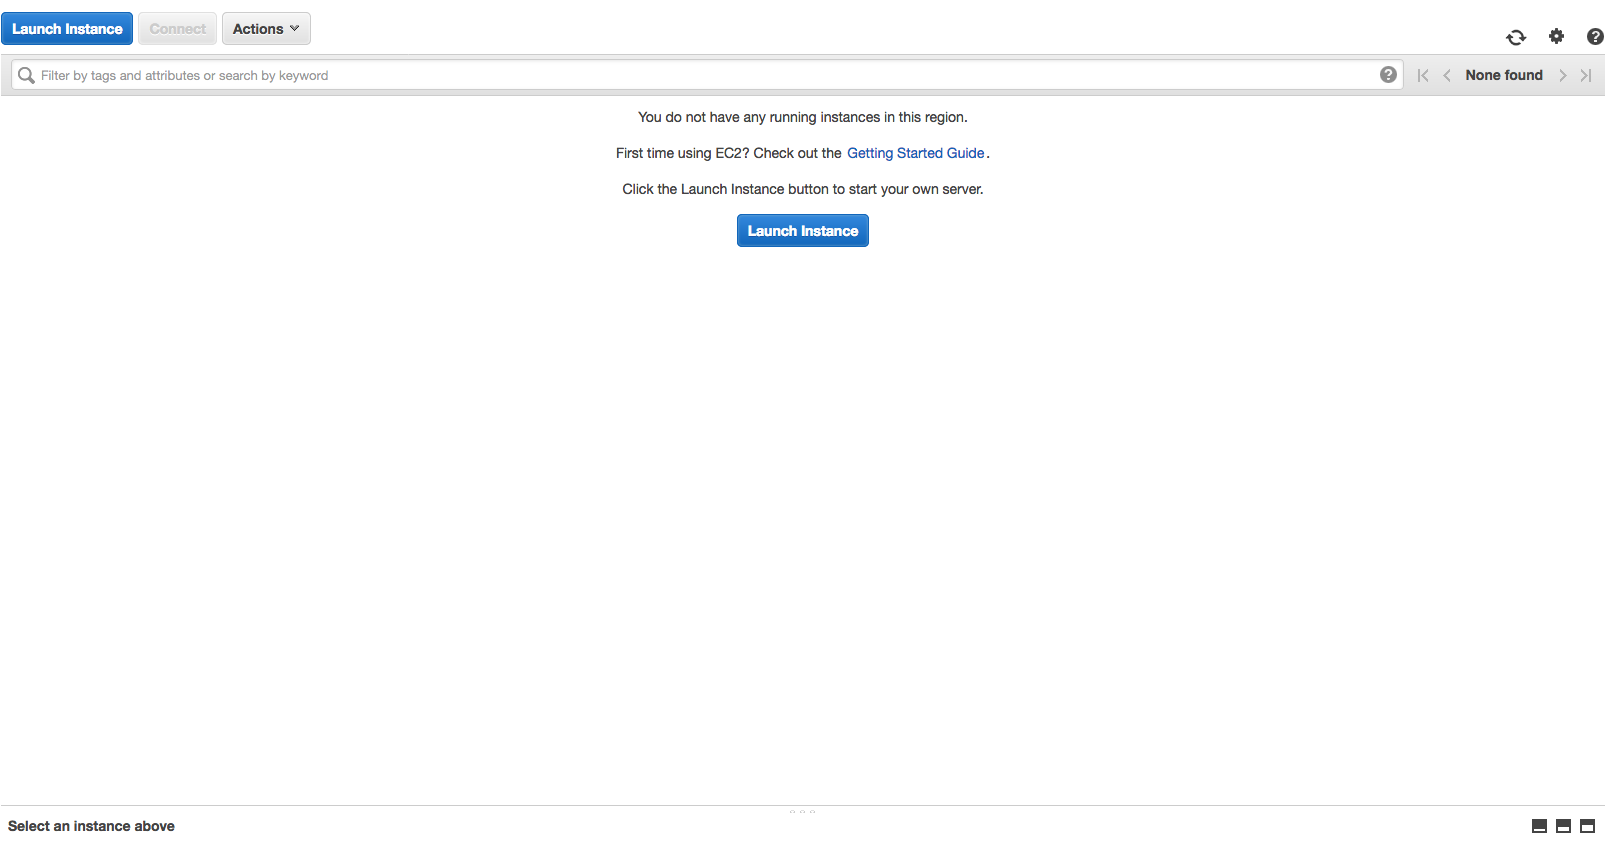 Launch Instance Connect Actions
Filter by tags and attributes or search by keyword None found
You do not have any running instances in this region.
First time using EC2? Check out the Getting Started Guide.
Click the Launch Instance button to start your own server.
Launch Instance
Select an instance above